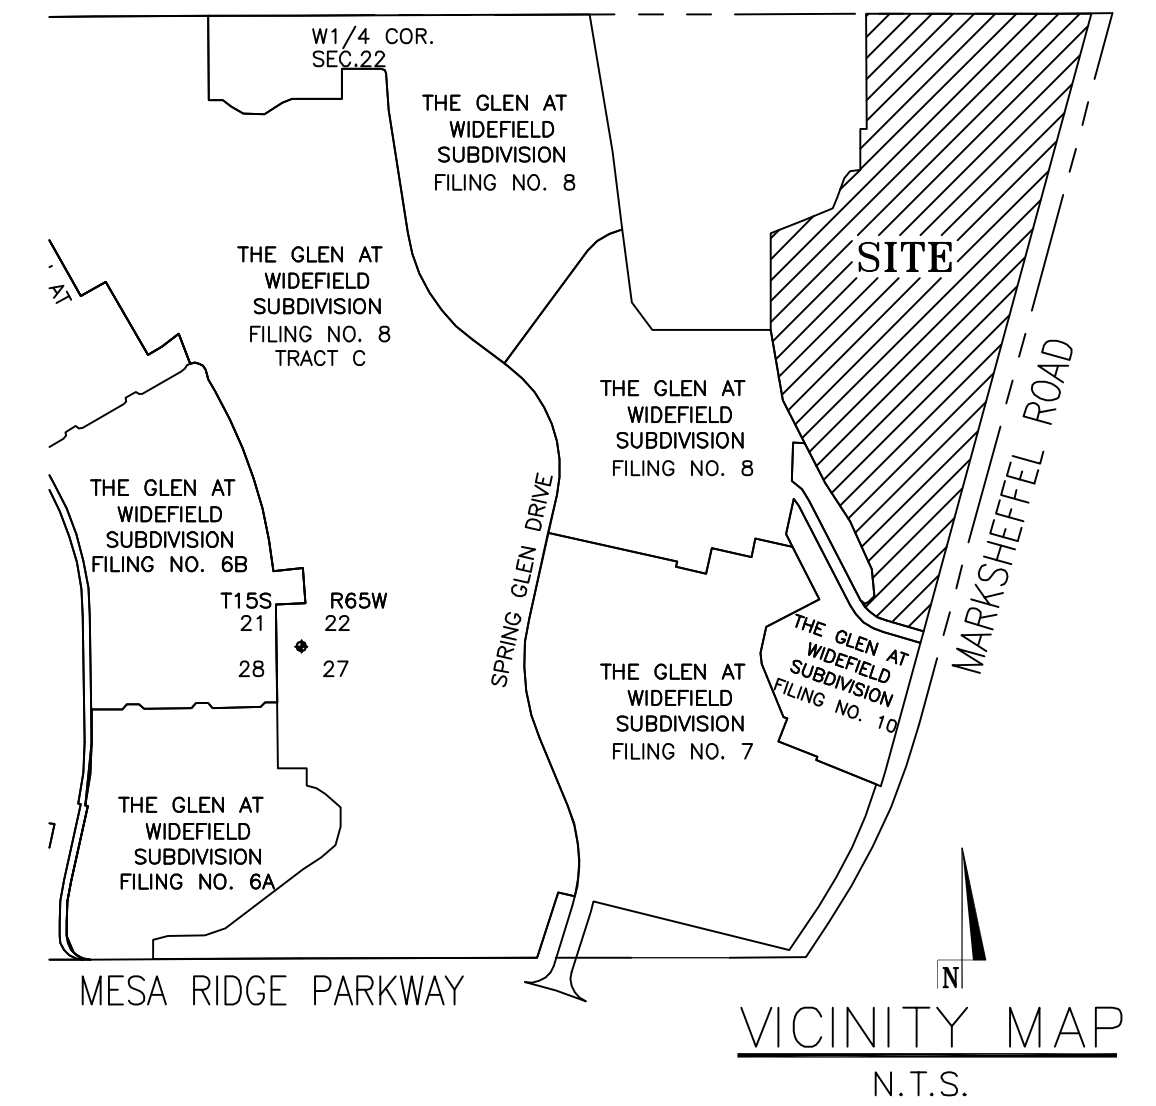 W1/4 COR.
SEC.22
THE GLEN AT
WIDEFIELD
SUBDIVISION
FILING NO. 8
THE GLEN AT
WIDEFIELD
SUBDIVISION
FILING NO. 8
TRACT C
SITE
AT
THE GLEN AT
WIDEFIELD
SUBDIVISION
FILING NO. 8
MARKSHEFFEL ROAD
THE GLEN AT
WIDEFIELD
SUBDIVISION
FILING NO. 6B
SPRING GLEN DRIVE
T15S R65W
21 22
28 27
THE GLEN AT
WIDEFIELD
SUBDIVISION
FILING NO. 10
THE GLEN AT
WIDEFIELD
SUBDIVISION
FILING NO. 7
THE GLEN AT
WIDEFIELD
SUBDIVISION
FILING NO. 6A
MESA RIDGE PARKWAY
N
VICINITY MAP
N.T.S.